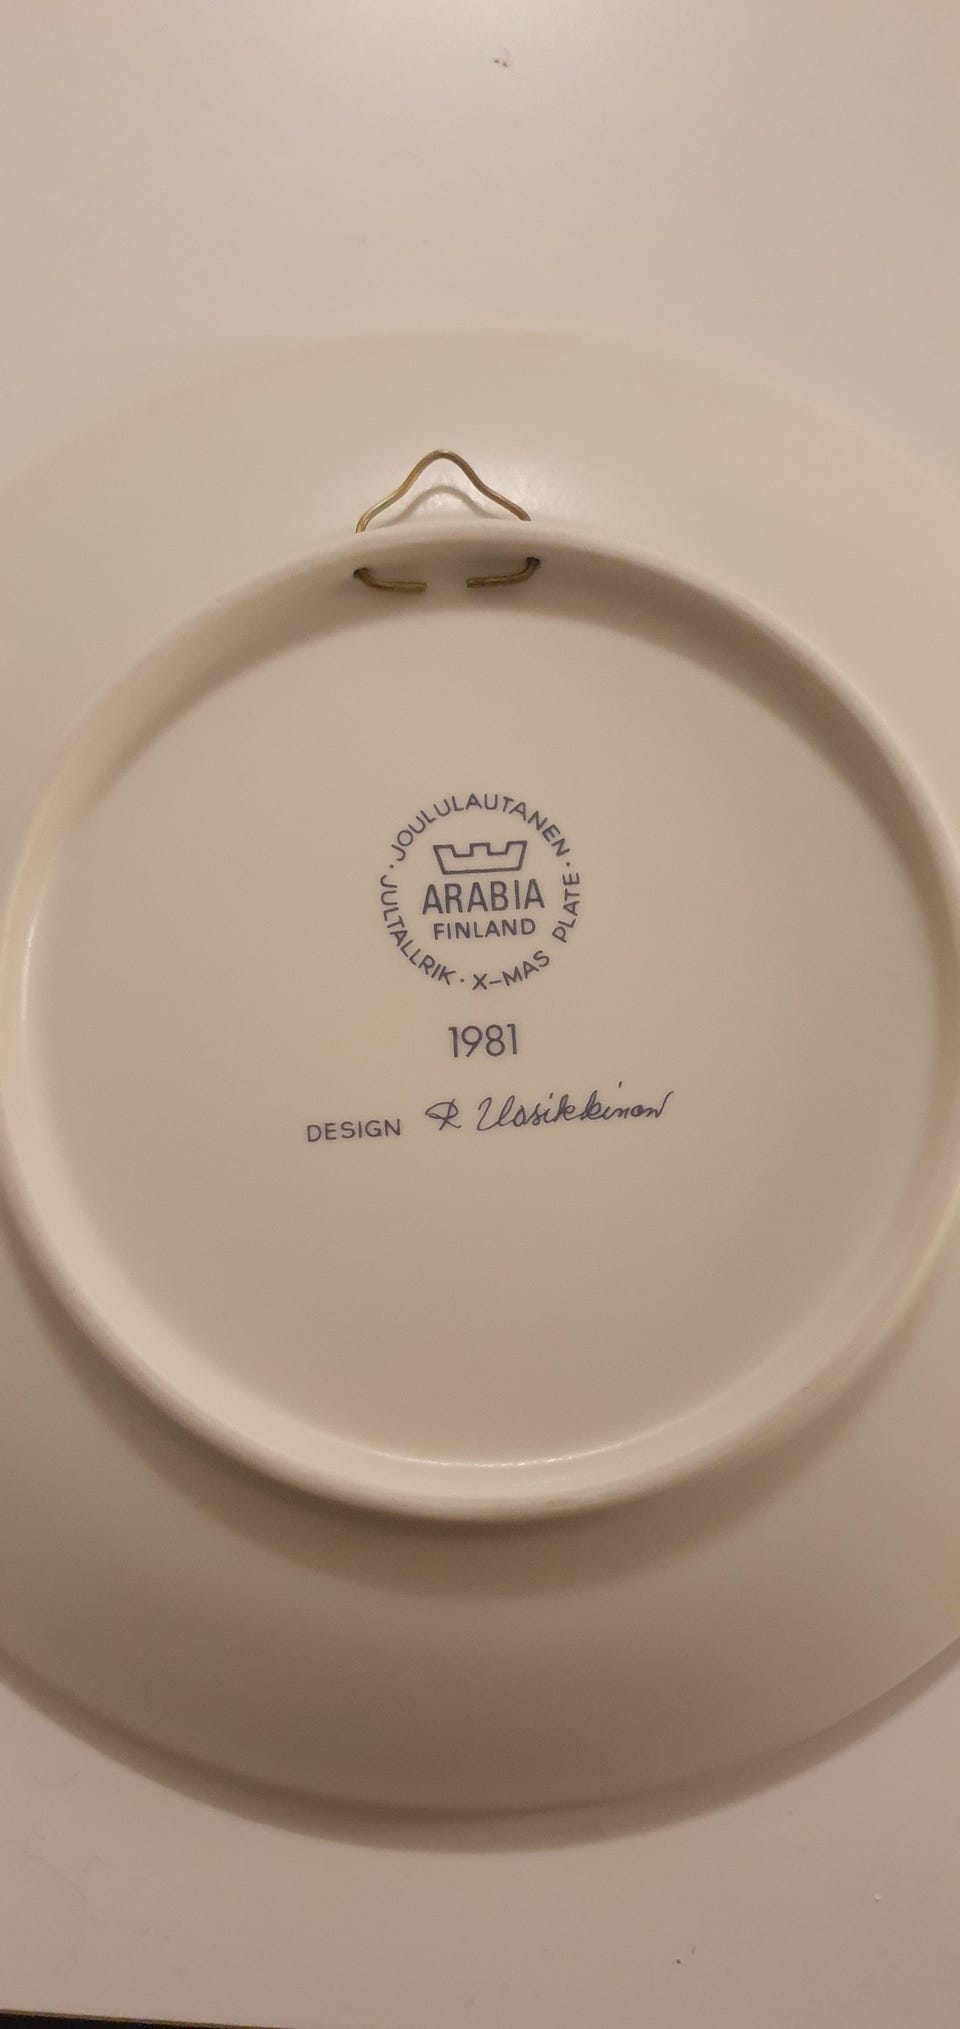 · JOULULAUTANEN ·
JULTALLRIK · X-MAS PLATE
ARABIA
FINLAND
1981
DESIGN R Uosikkinen